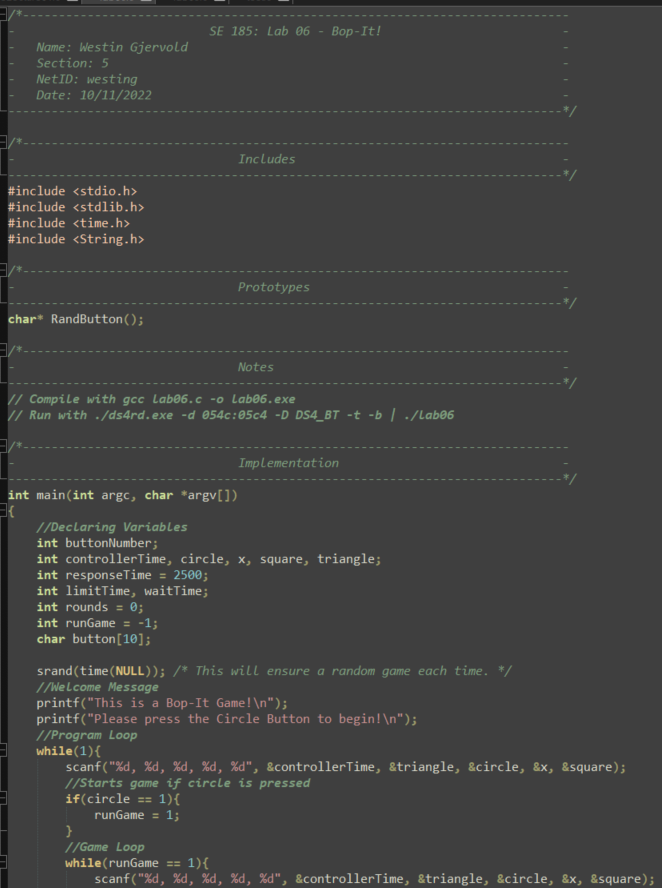 /*---------------------------------------------------------------------------
-                           SE 185: Lab 06 - Bop-It!                         -
-   Name: Westin Gjervold                                                    -
-   Section: 5                                                               -
-   NetID: westing                                                           -
-   Date: 10/11/2022                                                         -
-----------------------------------------------------------------------------*/
/*---------------------------------------------------------------------------
-                               Includes                                     -
-----------------------------------------------------------------------------*/
#include <stdio.h>
#include <stdlib.h>
#include <time.h>
#include <String.h>
/*---------------------------------------------------------------------------
-                               Prototypes                                   -
-----------------------------------------------------------------------------*/
char* RandButton();
/*---------------------------------------------------------------------------
-                               Notes                                        -
-----------------------------------------------------------------------------*/
// Compile with gcc lab06.c -o lab06.exe
// Run with ./ds4rd.exe -d 054c:05c4 -D DS4_BT -t -b | ./lab06
/*---------------------------------------------------------------------------
-                               Implementation                               -
-----------------------------------------------------------------------------*/
int main(int argc, char *argv[])
{
    //Declaring Variables
    int buttonNumber;
    int controllerTime, circle, x, square, triangle;
    int responseTime = 2500;
    int limitTime, waitTime;
    int rounds = 0;
    int runGame = -1;
    char button[10];
    srand(time(NULL)); /* This will ensure a random game each time. */
    //Welcome Message
    printf("This is a Bop-It Game!\n");
    printf("Please press the Circle Button to begin!\n");
    //Program Loop
    while(1){
        scanf("%d, %d, %d, %d, %d", &controllerTime, &triangle, &circle, &x, &square);
        //Starts game if circle is pressed
        if(circle == 1){
            runGame = 1;
        }
        //Game Loop
        while(runGame == 1){
            scanf("%d, %d, %d, %d, %d", &controllerTime, &triangle, &circle, &x, &square);